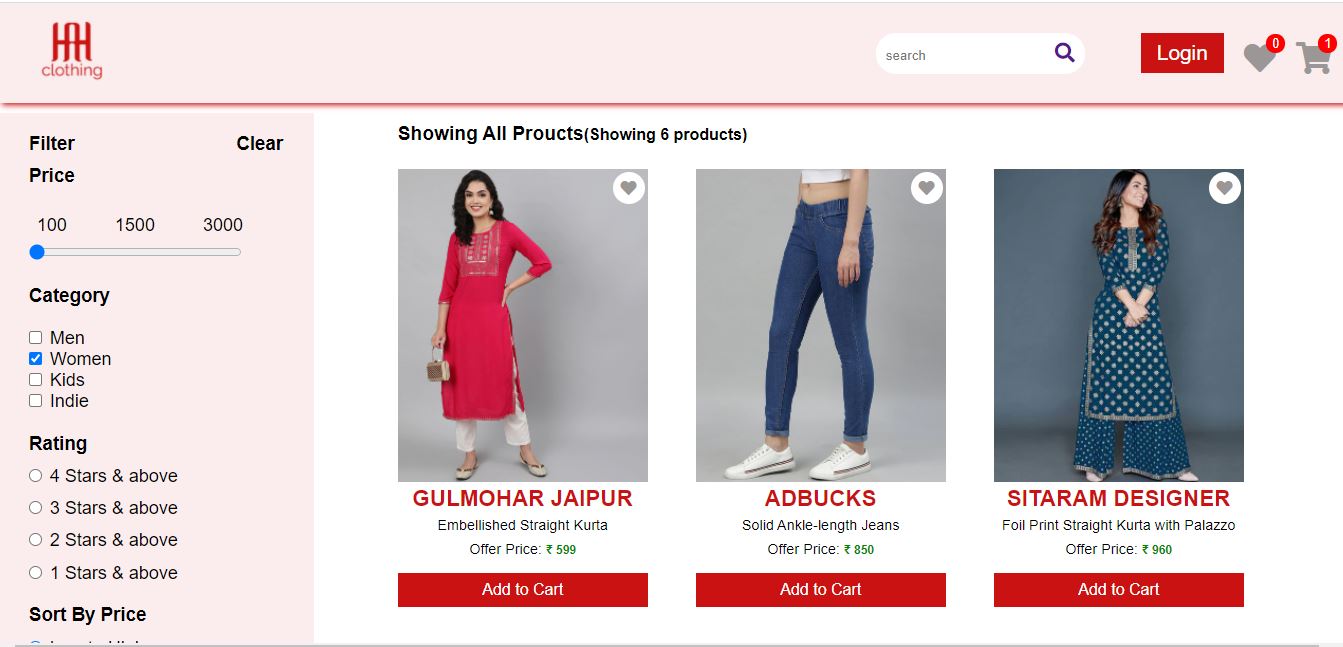 HH
clothing
search
Login
0
1
Filter
Clear
Price
100 1500 3000
Category
Men
Women
Kids
Indie
Rating
4 Stars & above
3 Stars & above
2 Stars & above
1 Stars & above
Sort By Price
Showing All Proucts(Showing 6 products)
GULMOHAR JAIPUR
Embellished Straight Kurta
Offer Price: ₹ 599
Add to Cart
ADBUCKS
Solid Ankle-length Jeans
Offer Price: ₹ 850
Add to Cart
SITARAM DESIGNER
Foil Print Straight Kurta with Palazzo
Offer Price: ₹ 960
Add to Cart